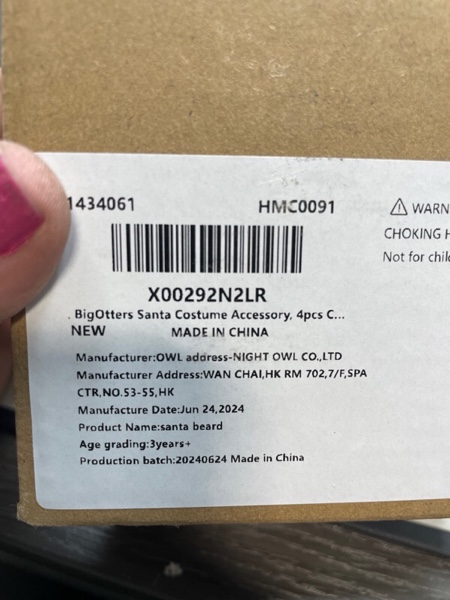 1434061 HMC0091
X00292N2LR
BigOtters Santa Costume Accessory, 4pcs C...
NEW MADE IN CHINA
Manufacturer:OWL address-NIGHT OWL CO.,LTD
Manufacturer Address:WAN CHAI,HK RM 702,7/F,SPA
CTR,NO.53-55,HK
Manufacture Date:Jun 24,2024
Product Name:santa beard
Age grading:3years+
Production batch:20240624 Made in China
⚠ WARN
CHOKING H
Not for chil